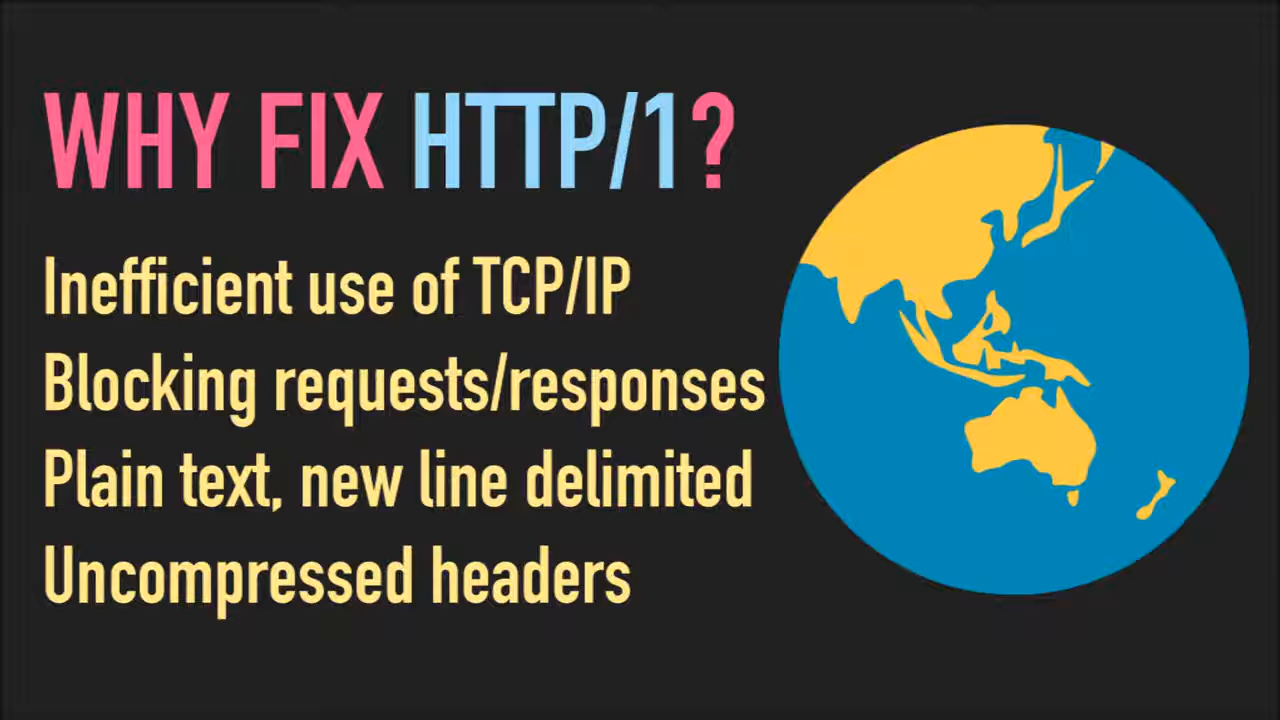 WHY FIX HTTP/1?
Inefficient use of TCP/IP
Blocking requests/responses
Plain text, new line delimited
Uncompressed headers